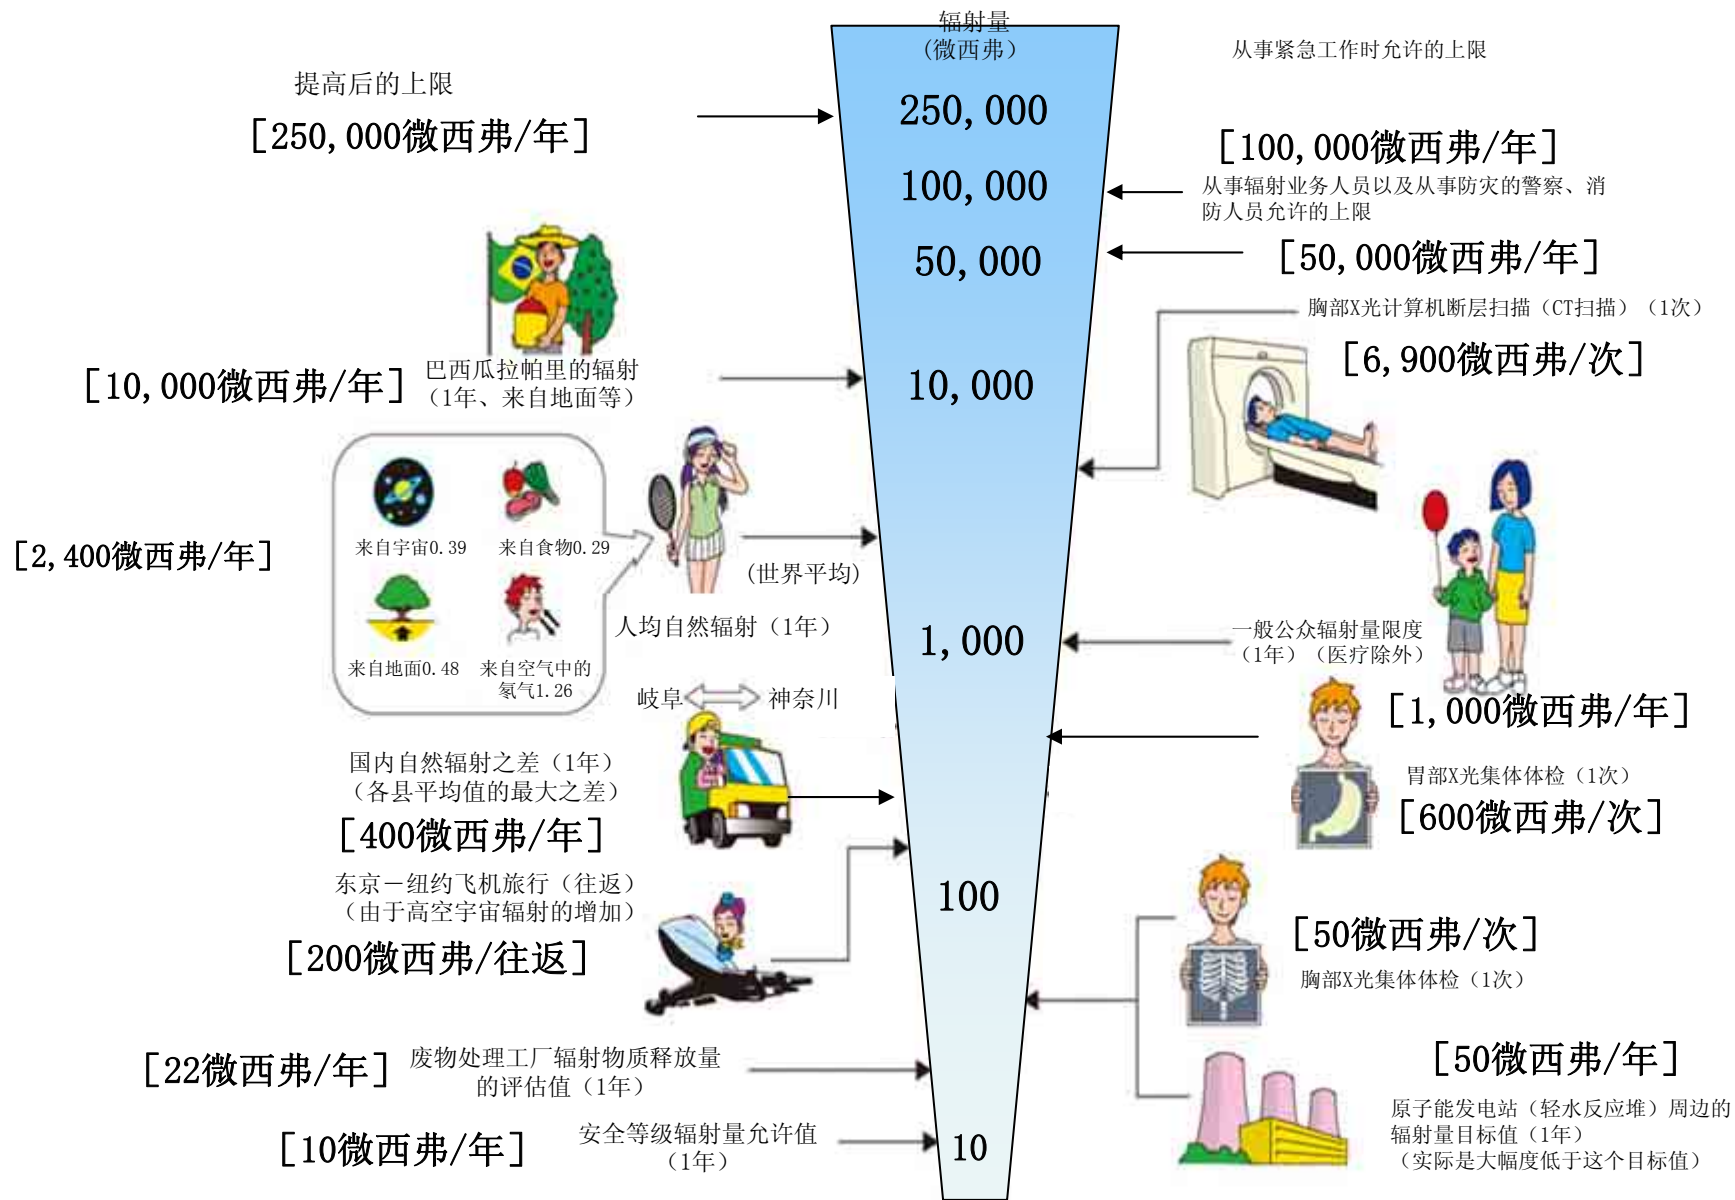 辐射量
(微西弗)
250,000
100,000
50,000
10,000
1,000
100
10
提高后的上限
[250,000微西弗/年]
[10,000微西弗/年]
巴西瓜拉帕里的辐射
（1年、来自地面等）
[2,400微西弗/年]
来自宇宙0.39
来自食物0.29
来自地面0.48
来自空气中的
氡气1.26
(世界平均)
人均自然辐射（1年）
岐阜
神奈川
国内自然辐射之差（1年）
（各县平均值的最大之差）
[400微西弗/年]
东京－纽约飞机旅行（往返）
（由于高空宇宙辐射的增加）
[200微西弗/往返]
[22微西弗/年]
废物处理工厂辐射物质释放量
的评估值（1年）
[10微西弗/年]
安全等级辐射量允许值
（1年）
从事紧急工作时允许的上限
[100,000微西弗/年]
从事辐射业务人员以及从事防灾的警察、消
防人员允许的上限
[50,000微西弗/年]
胸部X光计算机断层扫描（CT扫描）（1次）
[6,900微西弗/次]
一般公众辐射量限度
（1年）（医疗除外）
[1,000微西弗/年]
胃部X光集体体检（1次）
[600微西弗/次]
[50微西弗/次]
胸部X光集体体检（1次）
[50微西弗/年]
原子能发电站（轻水反应堆）周边的
辐射量目标值（1年）
（实际是大幅度低于这个目标值）